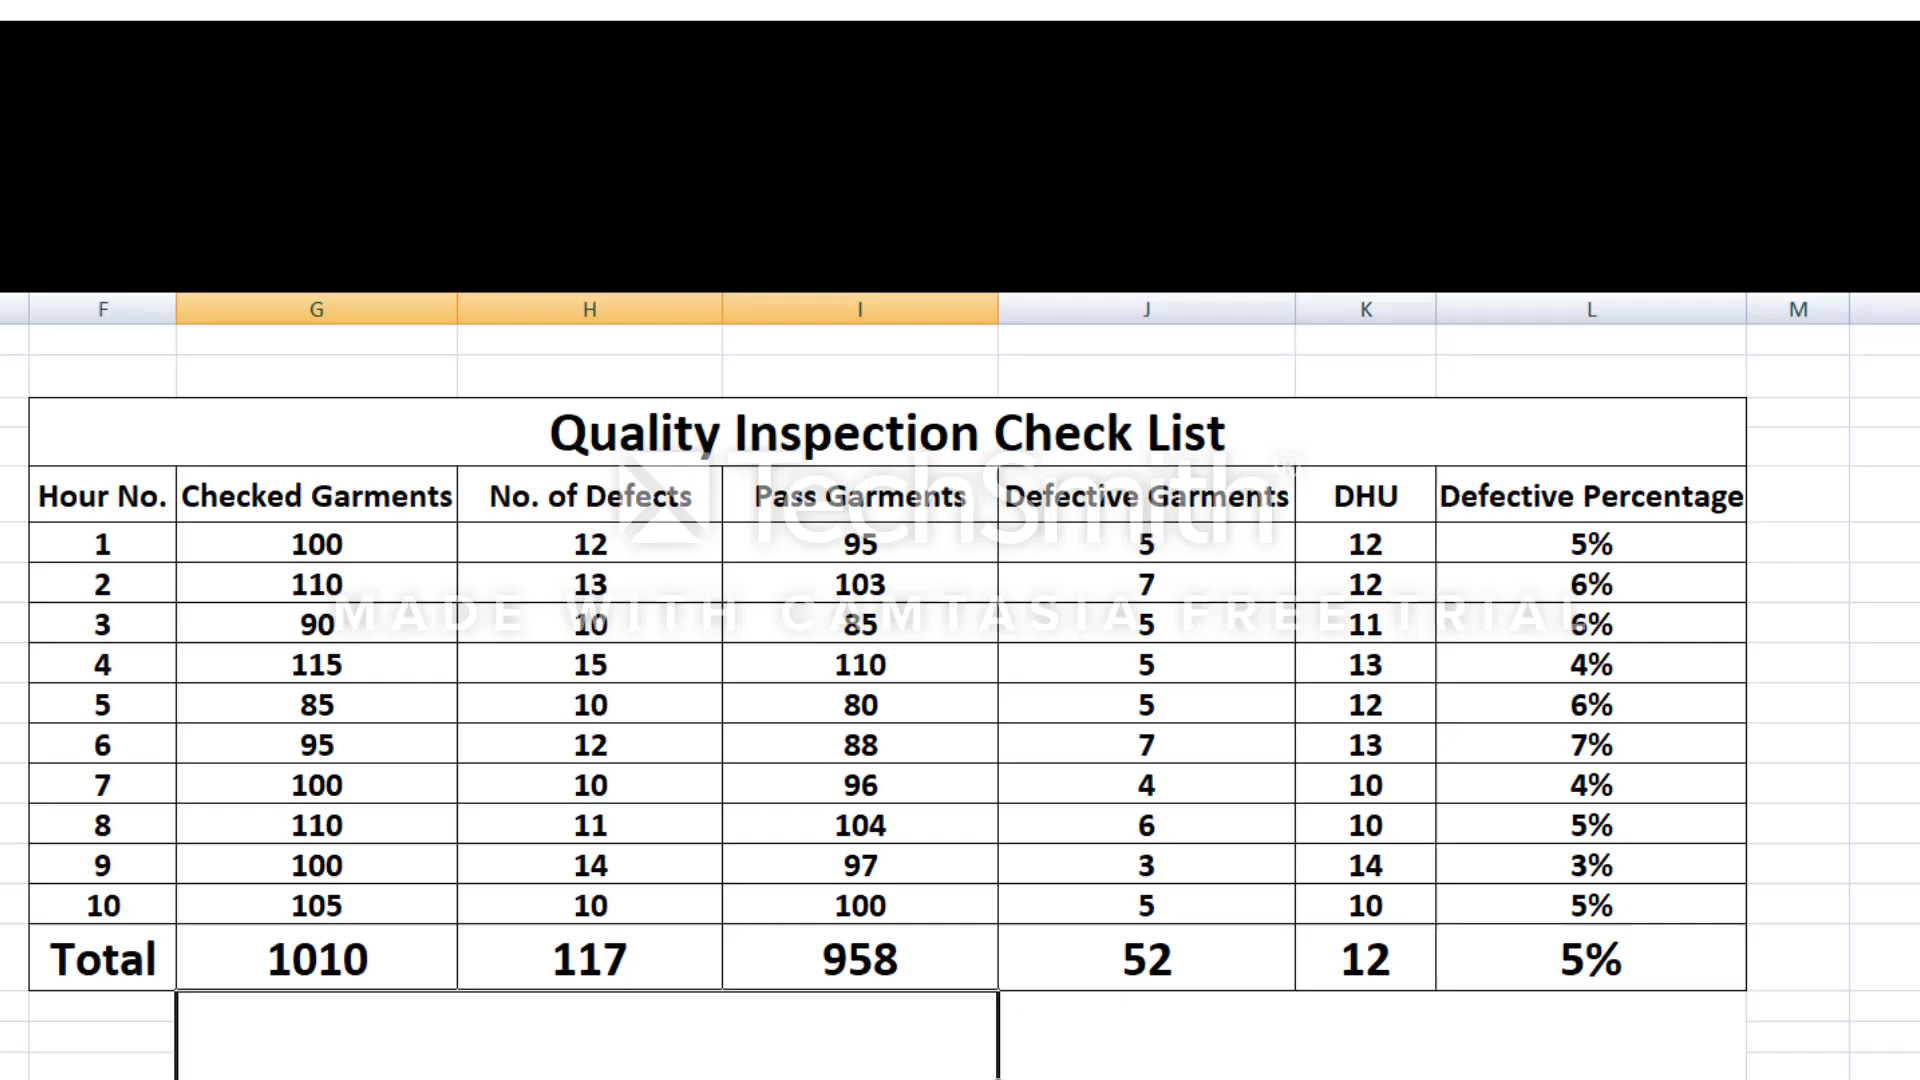 F G H I J K L M
Quality Inspection Check List
Hour No. Checked Garments No. of Defects Pass Garments Defective Garments DHU Defective Percentage
TechSmith®
1 100 12 95 5 12 5%
2 110 13 103 7 12 6%
MADE WITH CAMTASIA FREE TRIAL
3 90 10 85 5 11 6%
4 115 15 110 5 13 4%
5 85 10 80 5 12 6%
6 95 12 88 7 13 7%
7 100 10 96 4 10 4%
8 110 11 104 6 10 5%
9 100 14 97 3 14 3%
10 105 10 100 5 10 5%
Total 1010 117 958 52 12 5%